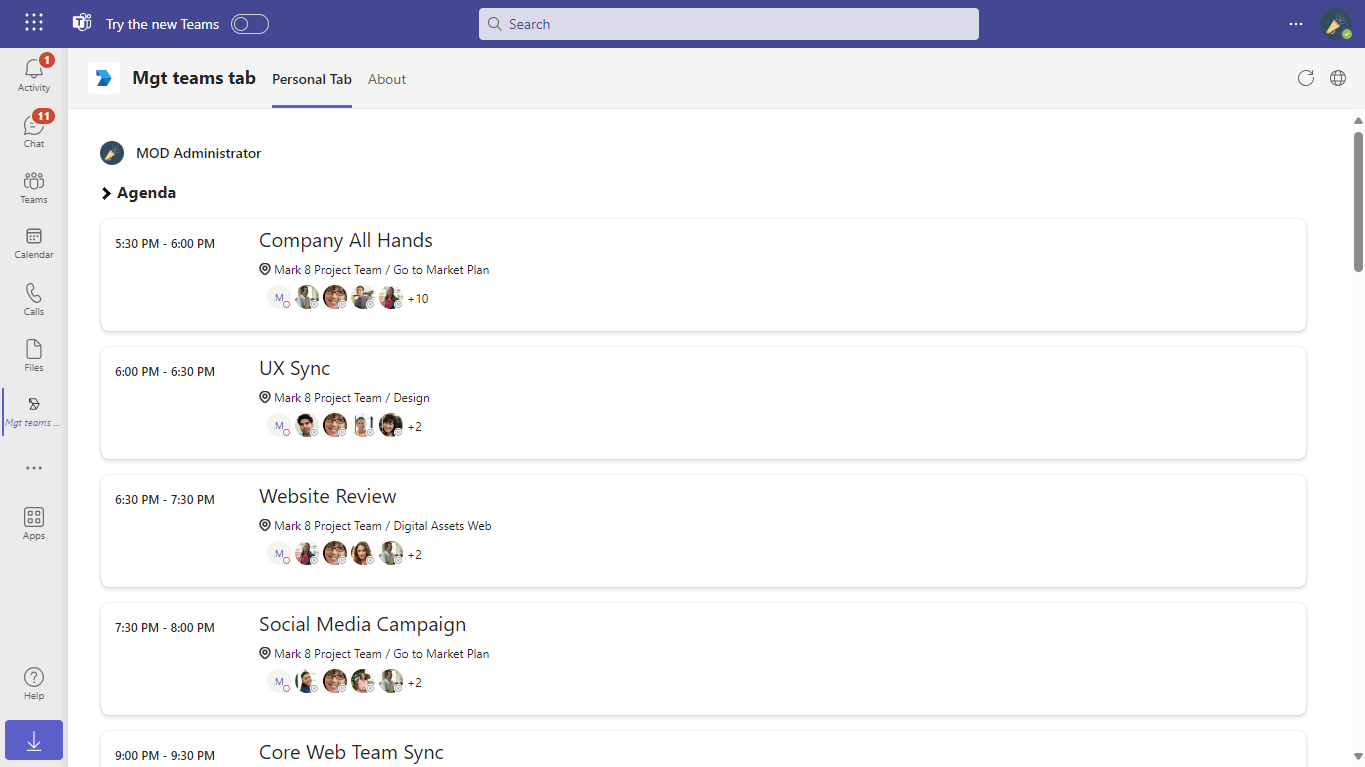 Try the new Teams
Search
1
Activity
11
Chat
Teams
Calendar
Calls
Files
Mgt teams ...
Apps
Help
Mgt teams tab
Personal Tab
About
MOD Administrator
Agenda
5:30 PM - 6:00 PM
Company All Hands
Mark 8 Project Team / Go to Market Plan
M
+10
6:00 PM - 6:30 PM
UX Sync
Mark 8 Project Team / Design
M
+2
6:30 PM - 7:30 PM
Website Review
Mark 8 Project Team / Digital Assets Web
M
+2
7:30 PM - 8:00 PM
Social Media Campaign
Mark 8 Project Team / Go to Market Plan
M
+2
9:00 PM - 9:30 PM
Core Web Team Sync